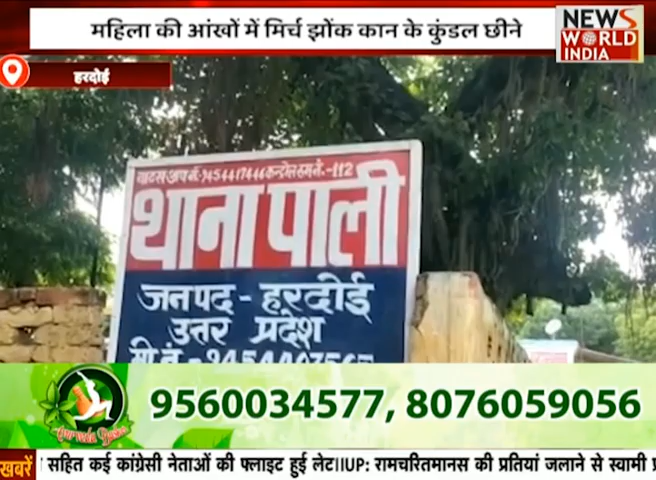 महिला की आंखों में मिर्च झोंक कान के कुंडल छीने
NEWS
WORLD
INDIA
हरदोई
थाना पाली
जनपद - हरदोई
उत्तर प्रदेश
9560034577, 8076059056
खबरें
सहित कई कांग्रेसी नेताओं की फ्लाइट हुई लेट।।UP: रामचरितमानस की प्रतियां जलाने से स्वामी